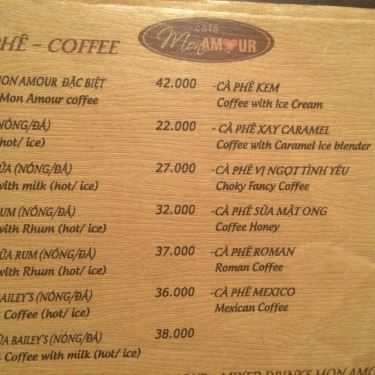 PHÊ – COFFEE
CAFE
Mon AMOUR
MON AMOUR ĐẶC BIỆT 42.000
Mon Amour coffee
(NÓNG/ĐÁ) 22.000
(hot/ ice)
SỮA (NÓNG/ĐÁ) 27.000
with milk (hot/ ice)
RUM (NÓNG/ĐÁ) 32.000
with Rhum (hot/ ice)
SỮA RUM (NÓNG/ĐÁ) 37.000
with Rhum (hot/ ice)
BAILEY'S (NÓNG/ĐÁ) 36.000
Coffee (hot/ ice)
SỮA BAILEY'S (NÓNG/ĐÁ) 38.000
Coffee with milk (hot/ ice)
-CÀ PHÊ KEM
Coffee with Ice Cream
- CÀ PHÊ XAY CARAMEL
Coffee with Caramel Ice blender
-CÀ PHÊ VỊ NGỌT TÌNH YÊU
Choky Fancy Coffee
-CÀ PHÊ SỮA MẬT ONG
Coffee Honey
-CÀ PHÊ ROMAN
Roman Coffee
-CÀ PHÊ MEXICO
Mexican Coffee
MIXED DRINKS MON AMO